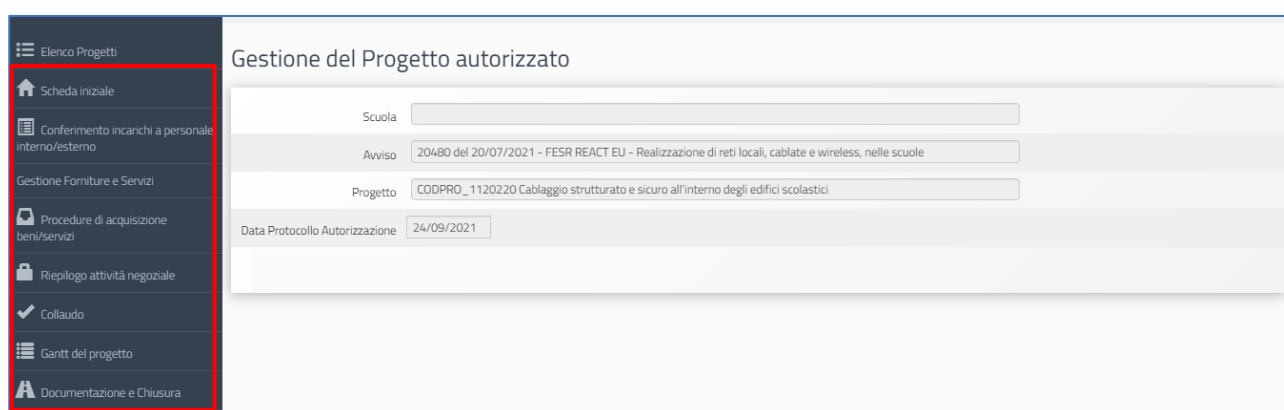 Elenco Progetti
Scheda iniziale
Conferimento incarichi a personale
interno/esterno
Gestione Forniture e Servizi
Procedure di acquisizione
beni/servizi
Riepilogo attività negoziale
Collaudo
Gantt del progetto
Documentazione e Chiusura
Gestione del Progetto autorizzato
Scuola
Avviso 20480 del 20/07/2021 - FESR REACT EU - Realizzazione di reti locali, cablate e wireless, nelle scuole
Progetto CODPRO_1120220 Cablaggio strutturato e sicuro all'interno degli edifici scolastici
Data Protocollo Autorizzazione 24/09/2021